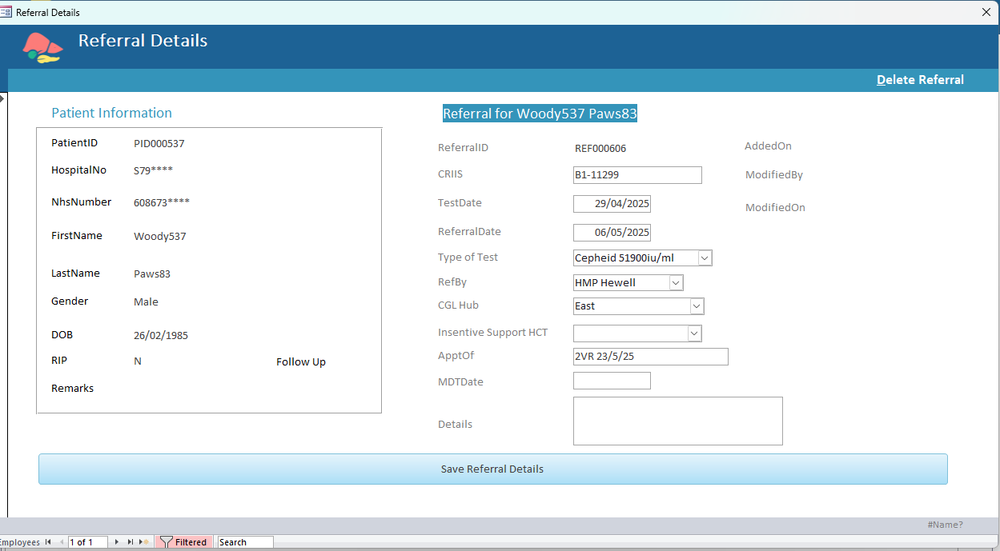 Referral Details
Referral Details
Delete Referral
Patient Information
PatientID PID000537
HospitalNo S79****
NhsNumber 608673****
FirstName Woody537
LastName Paws83
Gender Male
DOB 26/02/1985
RIP N Follow Up
Remarks
Referral for Woody537 Paws83
ReferralID REF000606 AddedOn
CRIIS B1-11299 ModifiedBy
TestDate 29/04/2025 ModifiedOn
ReferralDate 06/05/2025
Type of Test Cepheid 51900iu/ml
RefBy HMP Hewell
CGL Hub East
Insentive Support HCT
ApptOf 2VR 23/5/25
MDTDate
Details
Save Referral Details
#Name?
Employees 1 of 1 Filtered Search